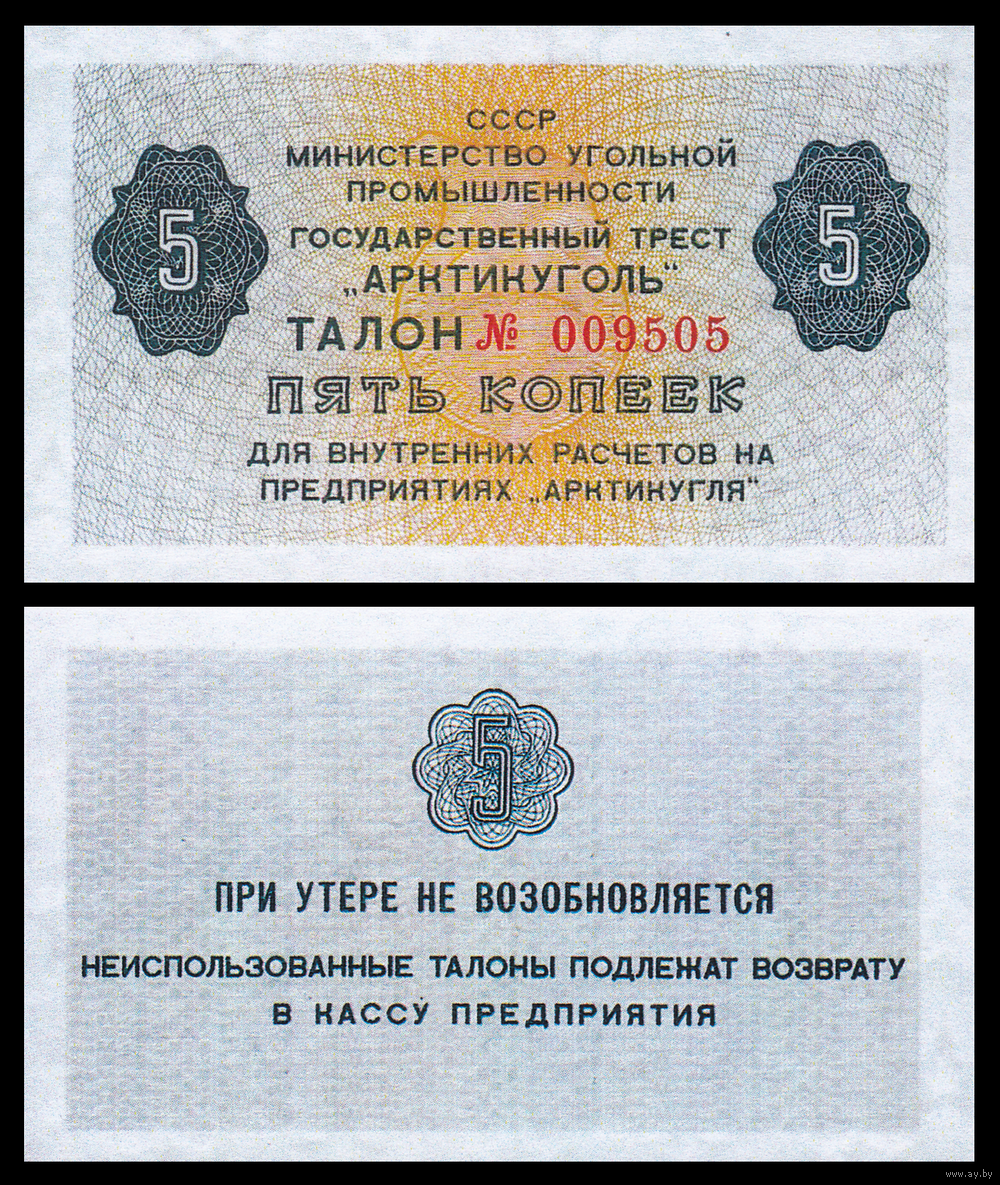 СССР
МИНИСТЕРСТВО УГОЛЬНОЙ
ПРОМЫШЛЕННОСТИ
ГОСУДАРСТВЕННЫЙ ТРЕСТ
„АРКТИКУГОЛЬ“
5
5
ТАЛОН № 009505
ПЯТЬ КОПЕЕК
ДЛЯ ВНУТРЕННИХ РАСЧЕТОВ НА
ПРЕДПРИЯТИЯХ „АРКТИКУГЛЯ“
5
ПРИ УТЕРЕ НЕ ВОЗОБНОВЛЯЕТСЯ
НЕИСПОЛЬЗОВАННЫЕ ТАЛОНЫ ПОДЛЕЖАТ ВОЗВРАТУ
В КАССУ ПРЕДПРИЯТИЯ
www.ay.by